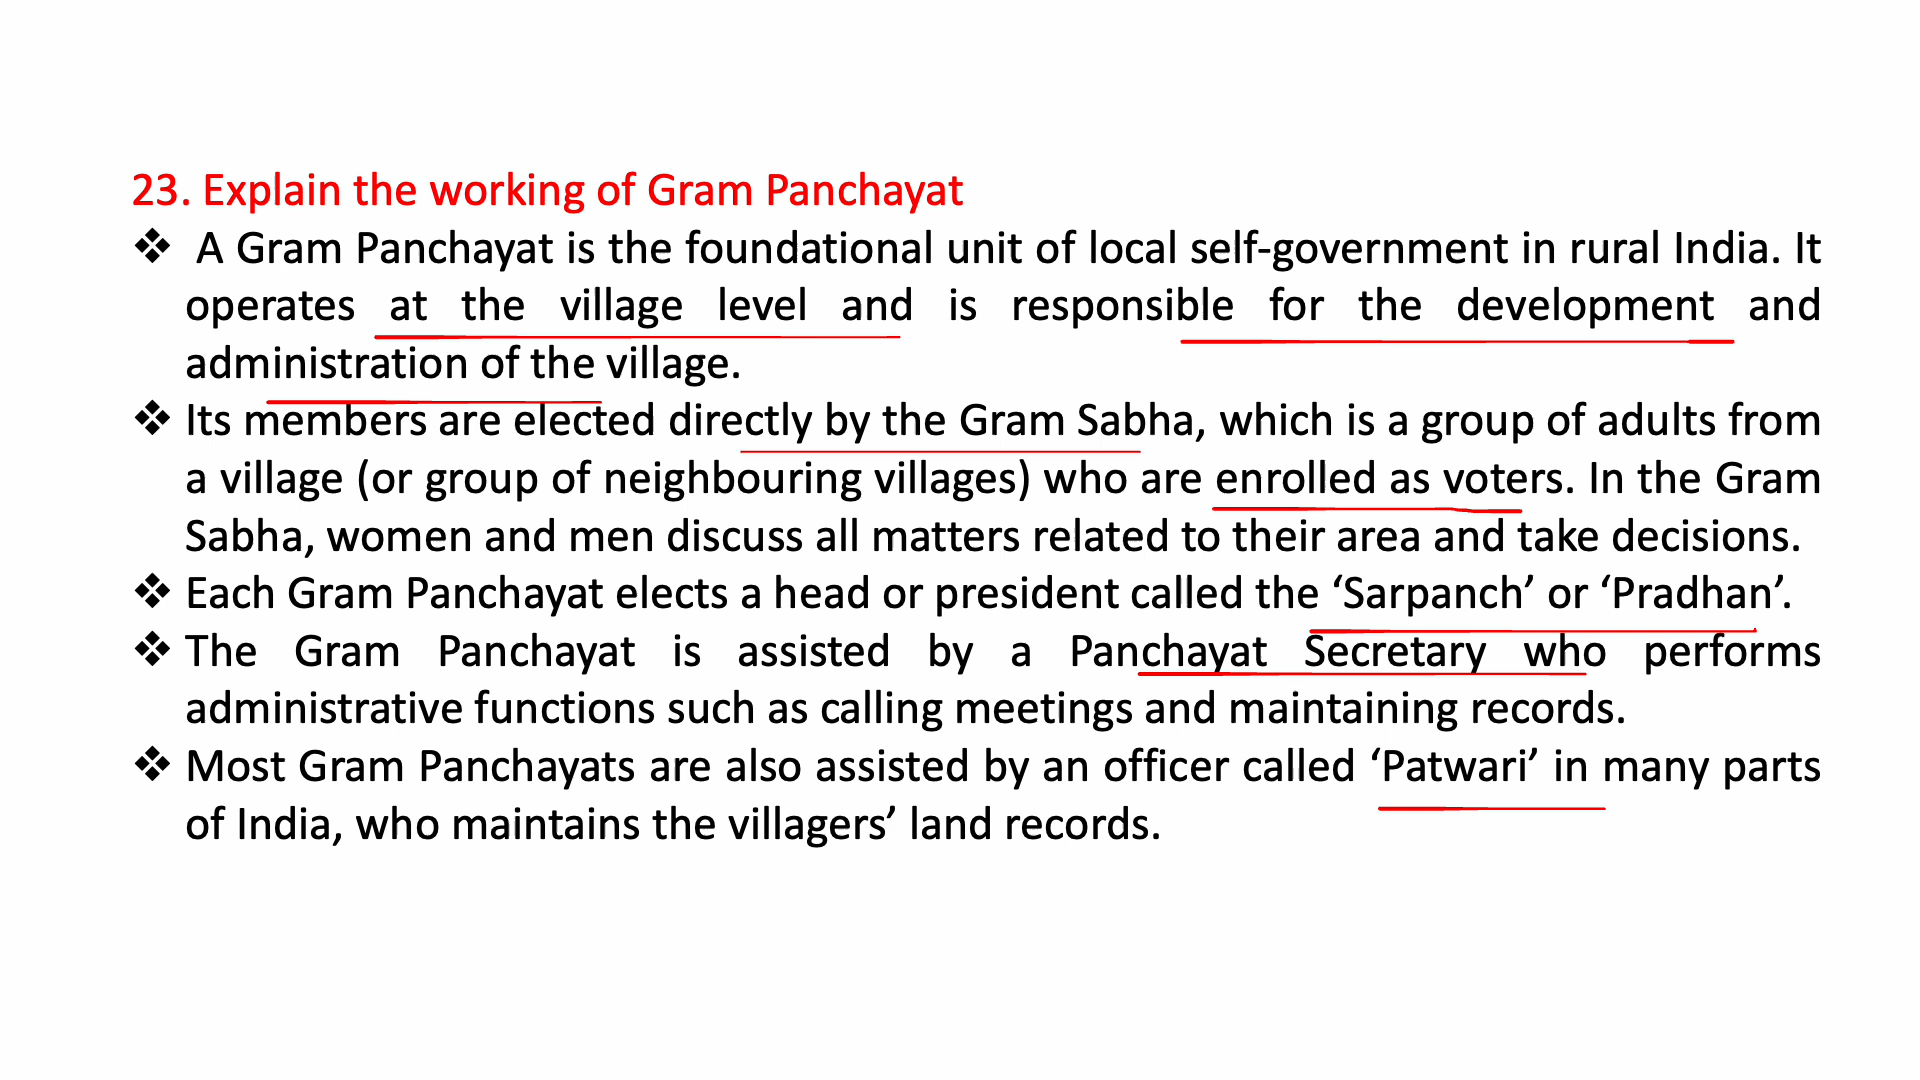 23. Explain the working of Gram Panchayat
❖ A Gram Panchayat is the foundational unit of local self-government in rural India. It
operates at the village level and is responsible for the development and
administration of the village.
❖ Its members are elected directly by the Gram Sabha, which is a group of adults from
a village (or group of neighbouring villages) who are enrolled as voters. In the Gram
Sabha, women and men discuss all matters related to their area and take decisions.
❖ Each Gram Panchayat elects a head or president called the ‘Sarpanch’ or ‘Pradhan’.
❖ The Gram Panchayat is assisted by a Panchayat Secretary who performs
administrative functions such as calling meetings and maintaining records.
❖ Most Gram Panchayats are also assisted by an officer called ‘Patwari’ in many parts
of India, who maintains the villagers’ land records.